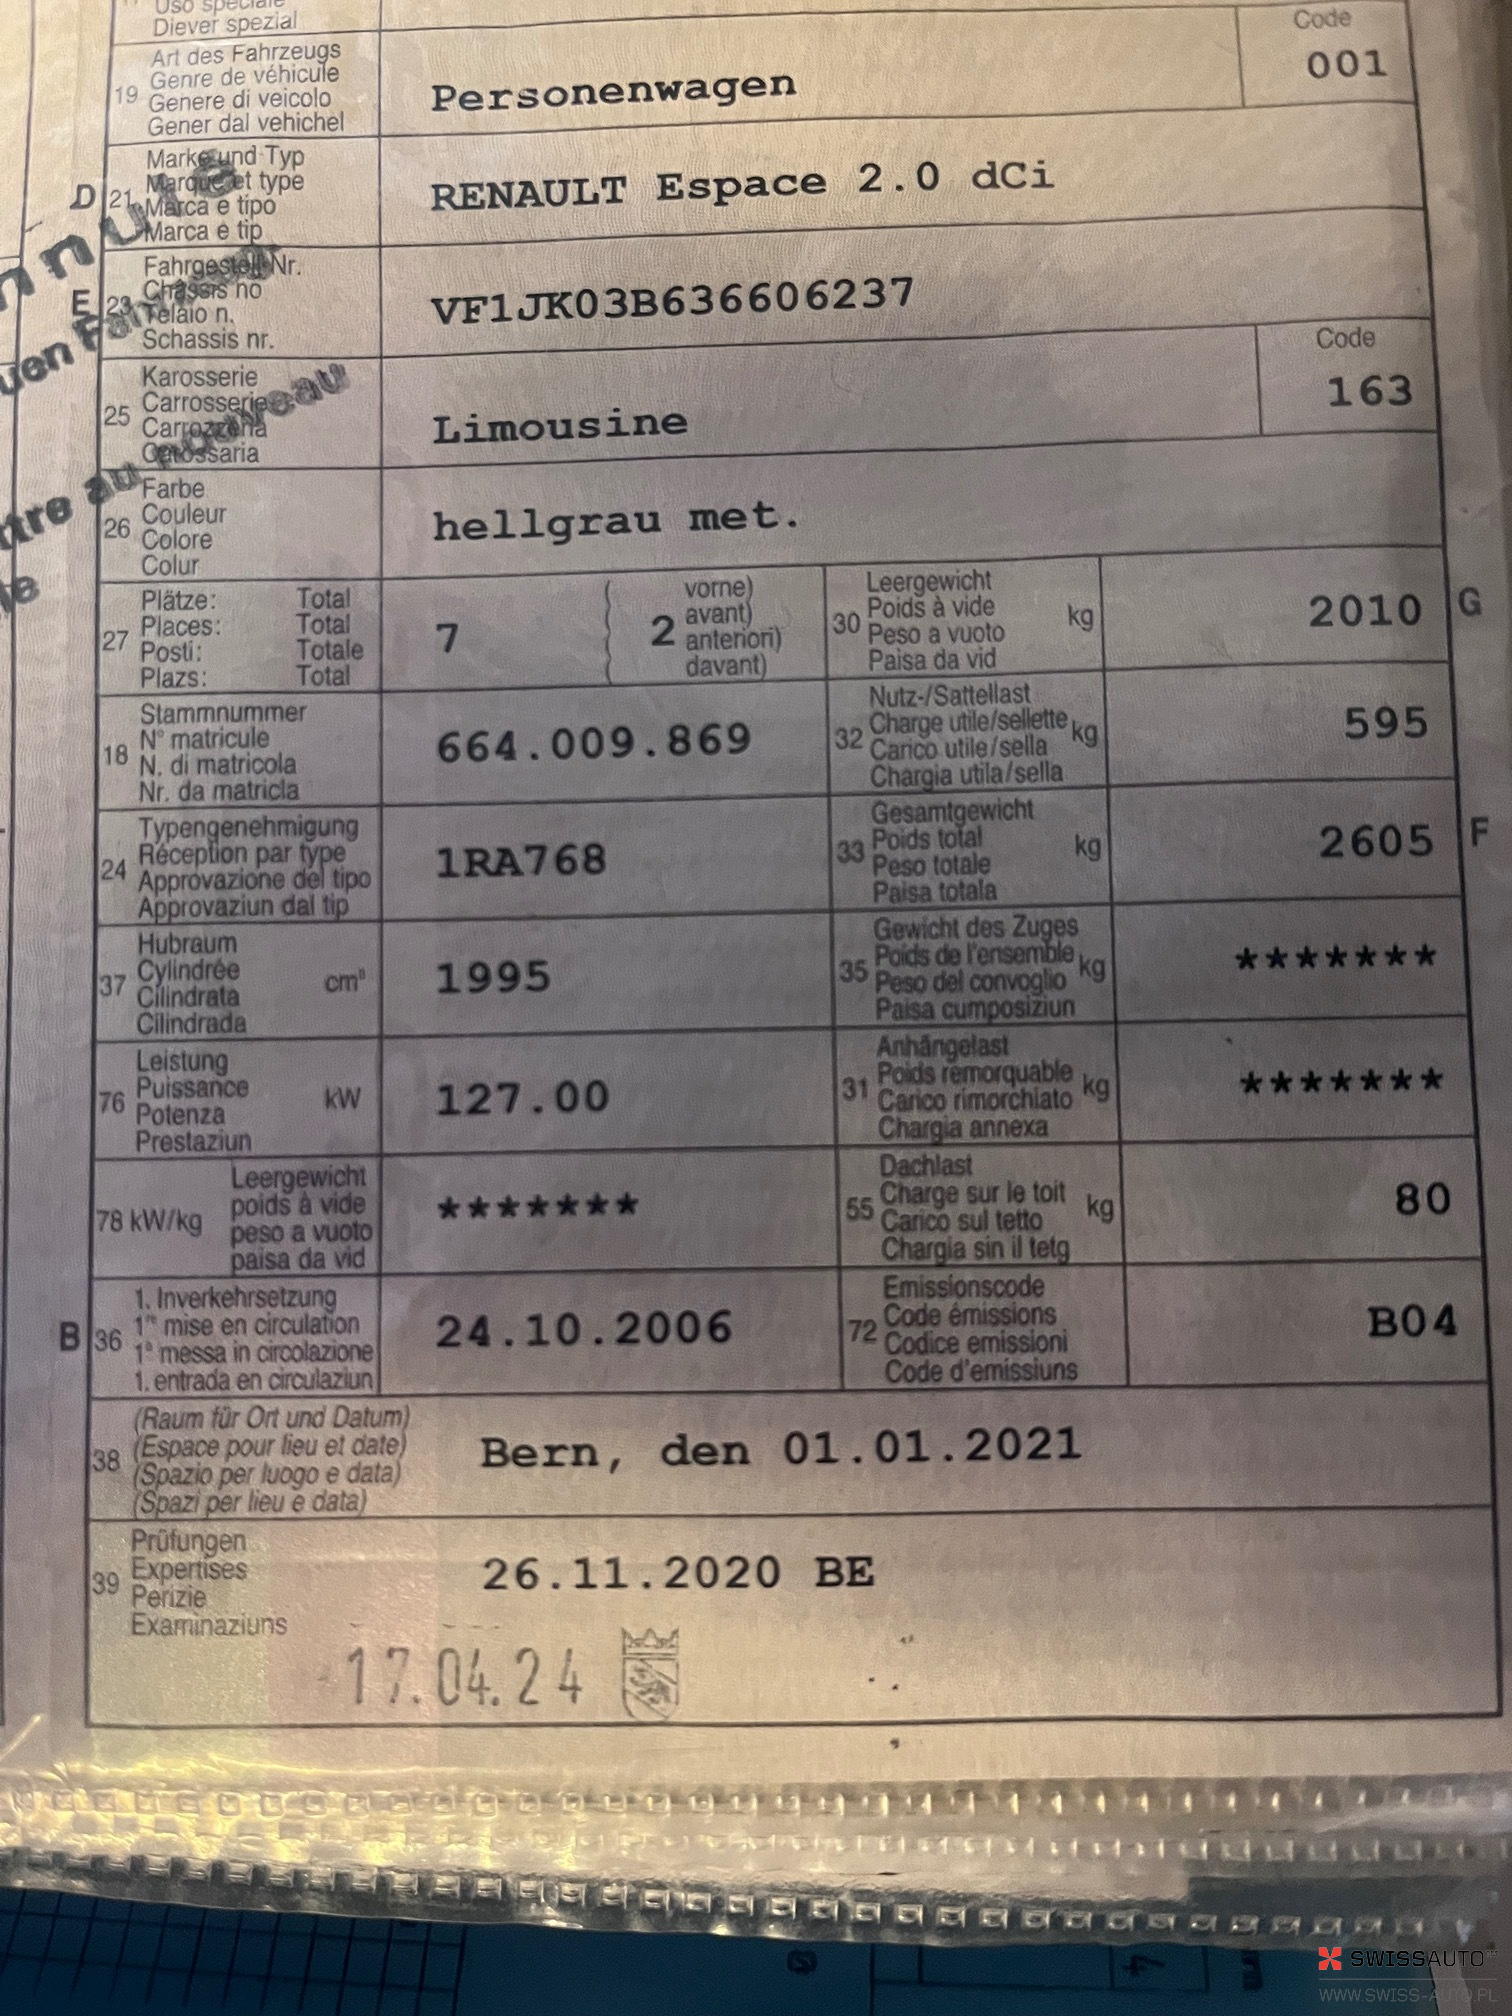 Uso speciale
Diever spezial
19 Art des Fahrzeugs
Genre de véhicule
Genere di veicolo
Gener dal vehichel
Personenwagen
Code
001
D 21 Marke und Typ
Marque et type
Marca e tipo
Marca e tip
RENAULT Espace 2.0 dCi
E 23 Fahrgestell-Nr.
Châssis no
Telaio n.
Schassis nr.
VF1JK03B636606237
25 Karosserie
Carrosserie
Carrozzeria
Carossaria
Limousine
Code
163
26 Farbe
Couleur
Colore
Colur
hellgrau met.
27 Plätze: Total
Places: Total
Posti: Totale
Plazs: Total
7
2 vorne)
avant)
anteriori)
davant)
30 Leergewicht
Poids à vide
Peso a vuoto
Paisa da vid
kg
2010 G
18 Stammnummer
N° matricule
N. di matricola
Nr. da matricla
664.009.869
32 Nutz-/Sattellast
Charge utile/sellette
Carico utile/sella
Chargia utila/sella
kg
595
24 Typengenehmigung
Réception par type
Approvazione del tipo
Approvaziun dal tip
1RA768
33 Gesamtgewicht
Poids total
Peso totale
Paisa totala
kg
2605 F
37 Hubraum
Cylindrée
Cilindrata
Cilindrada
cm³
1995
35 Gewicht des Zuges
Poids de l'ensemble
Peso del convoglio
Paisa cumposiziun
kg
*******
76 Leistung
Puissance
Potenza
Prestaziun
kW
127.00
31 Anhängelast
Poids remorquable
Carico rimorchiato
Chargia annexa
kg
*******
78 kW/kg Leergewicht
poids à vide
peso a vuoto
paisa da vid
*******
55 Dachlast
Charge sur le toit
Carico sul tetto
Chargia sin il tetg
kg
80
B 36 1. Inverkehrsetzung
1re mise en circulation
1a messa in circolazione
1. entrada en circulaziun
24.10.2006
72 Emissionscode
Code émissions
Codice emissioni
Code d'emissiuns
B04
38 (Raum für Ort und Datum)
(Espace pour lieu et date)
(Spazio per luogo e data)
(Spazi per lieu e data)
Bern, den 01.01.2021
39 Prüfungen
Expertises
Perizie
Examinaziuns
26.11.2020 BE
17.04.24
au nouveau
SWISSAUTO
WWW.SWISS-AUTO.PL